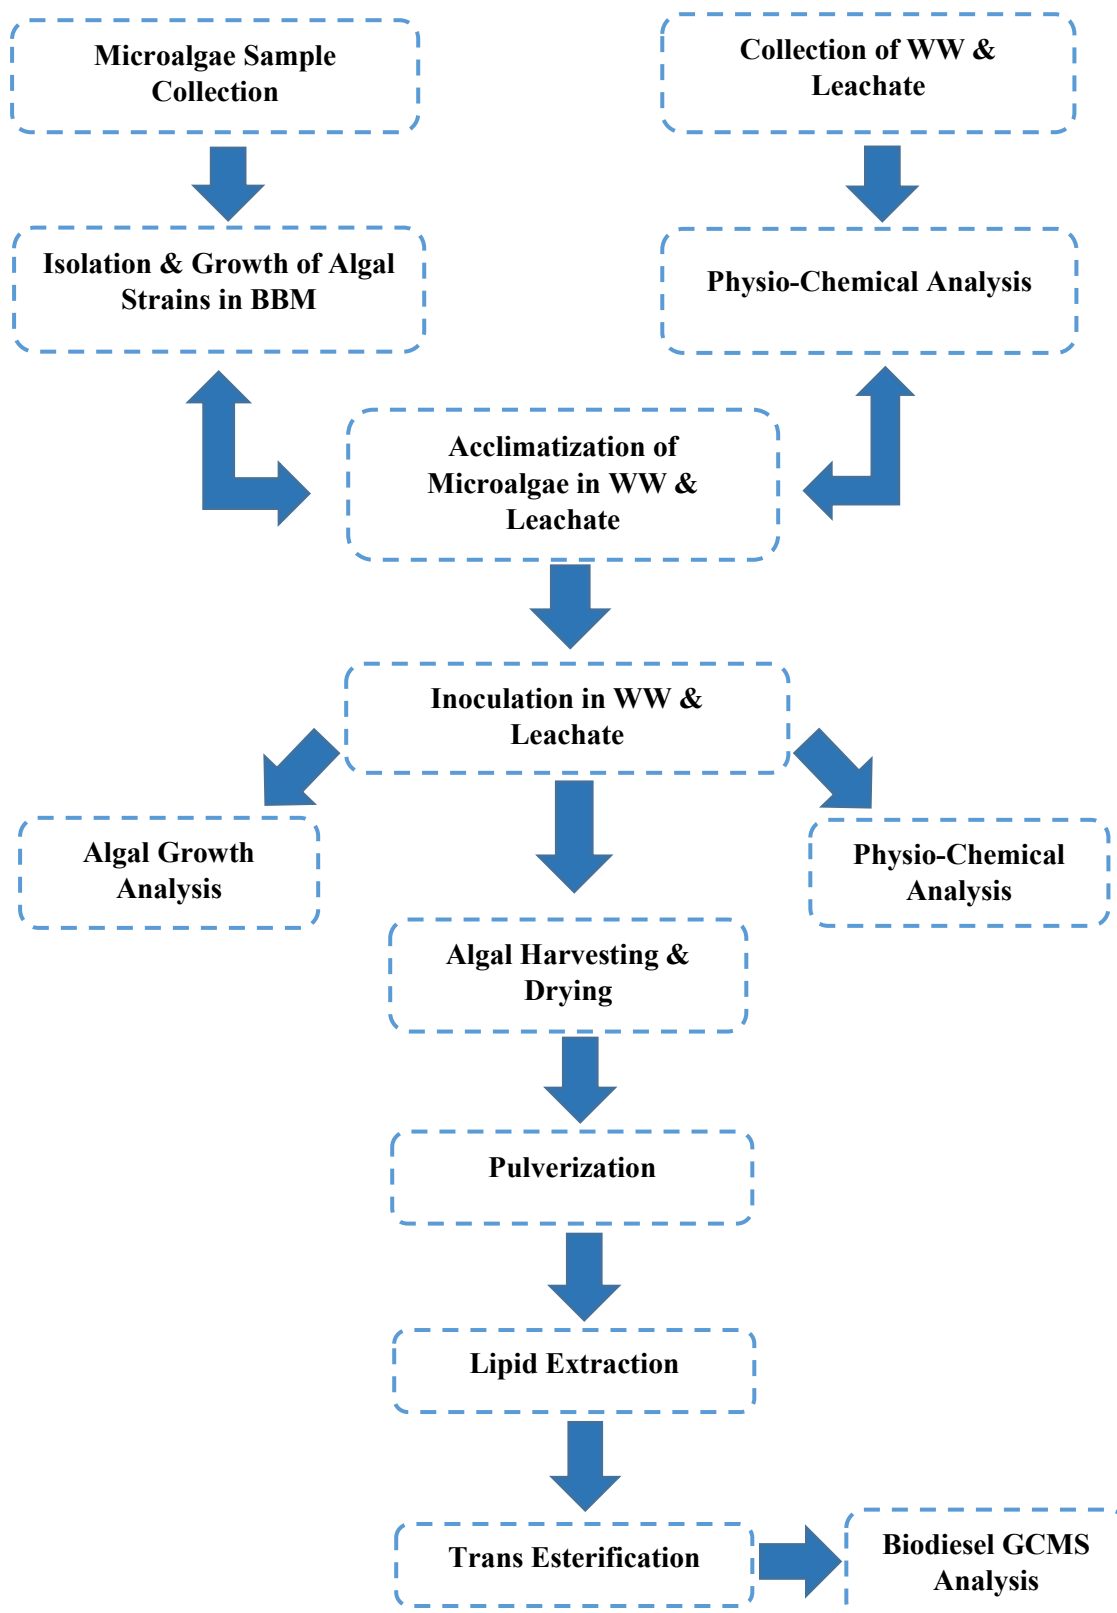 Microalgae Sample
Collection
Collection of WW &
Leachate
Isolation & Growth of Algal
Strains in BBM
Physio-Chemical Analysis
Acclimatization of
Microalgae in WW &
Leachate
Inoculation in WW &
Leachate
Algal Growth
Analysis
Physio-Chemical
Analysis
Algal Harvesting &
Drying
Pulverization
Lipid Extraction
Trans Esterification
Biodiesel GCMS
Analysis